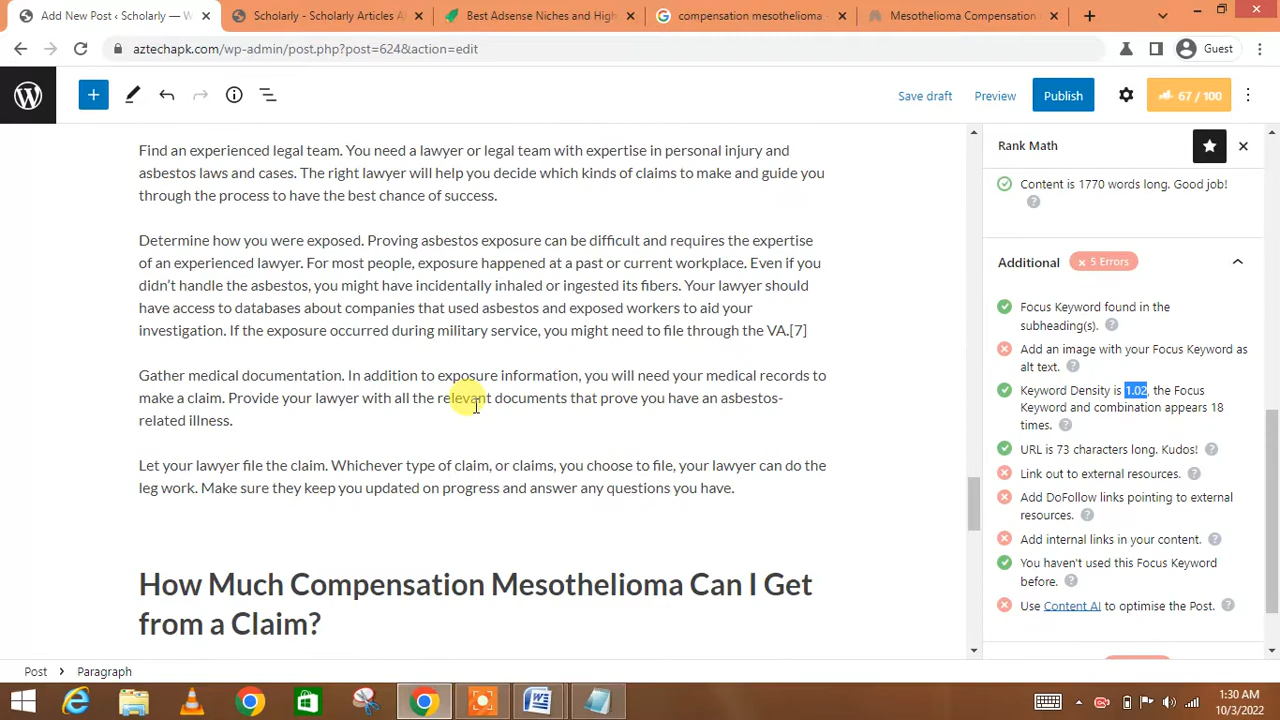 Add New Post ‹ Scholarly — W
Scholarly - Scholarly Articles A
Best Adsense Niches and High
compensation mesothelioma -
Mesothelioma Compensation
aztechapk.com/wp-admin/post.php?post=624&action=edit
Guest
Save draft
Preview
Publish
67 / 100
Find an experienced legal team. You need a lawyer or legal team with expertise in personal injury and
asbestos laws and cases. The right lawyer will help you decide which kinds of claims to make and guide you
through the process to have the best chance of success.
Determine how you were exposed. Proving asbestos exposure can be difficult and requires the expertise
of an experienced lawyer. For most people, exposure happened at a past or current workplace. Even if you
didn’t handle the asbestos, you might have incidentally inhaled or ingested its fibers. Your lawyer should
have access to databases about companies that used asbestos and exposed workers to aid your
investigation. If the exposure occurred during military service, you might need to file through the VA.[7]
Gather medical documentation. In addition to exposure information, you will need your medical records to
make a claim. Provide your lawyer with all the relevant documents that prove you have an asbestos-
related illness.
Let your lawyer file the claim. Whichever type of claim, or claims, you choose to file, your lawyer can do the
leg work. Make sure they keep you updated on progress and answer any questions you have.
How Much Compensation Mesothelioma Can I Get
from a Claim?
Rank Math
Content is 1770 words long. Good job!
Additional
× 5 Errors
Focus Keyword found in the
subheading(s).
Add an image with your Focus Keyword as
alt text.
Keyword Density is 1.02, the Focus
Keyword and combination appears 18
times.
URL is 73 characters long. Kudos!
Link out to external resources.
Add DoFollow links pointing to external
resources.
Add internal links in your content.
You haven't used this Focus Keyword
before.
Use Content AI to optimise the Post.
Post
Paragraph
1:30 AM
10/3/2022